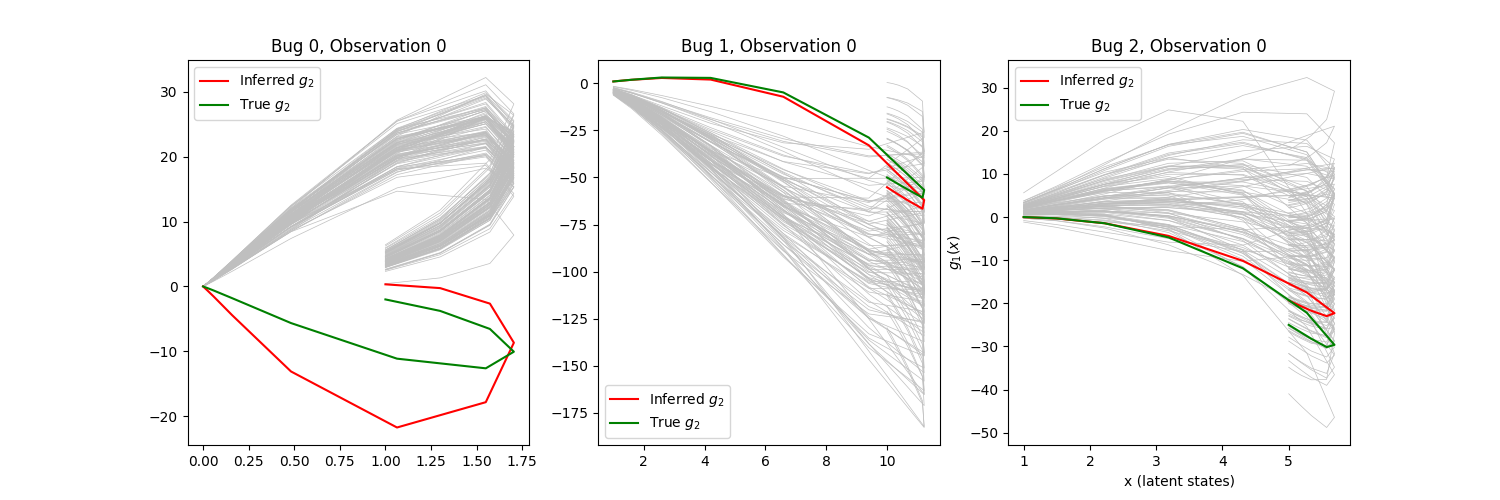 Bug 0, Observation 0
Inferred g₂
True g₂
30
20
10
0
−10
−20
0.00 0.25 0.50 0.75 1.00 1.25 1.50 1.75
Bug 1, Observation 0
0
−25
−50
−75
−100
−125
−150
−175
Inferred g₂
True g₂
2 4 6 8 10
Bug 2, Observation 0
Inferred g₂
True g₂
g₁(x)
30
20
10
0
−10
−20
−30
−40
−50
1 2 3 4 5
x (latent states)